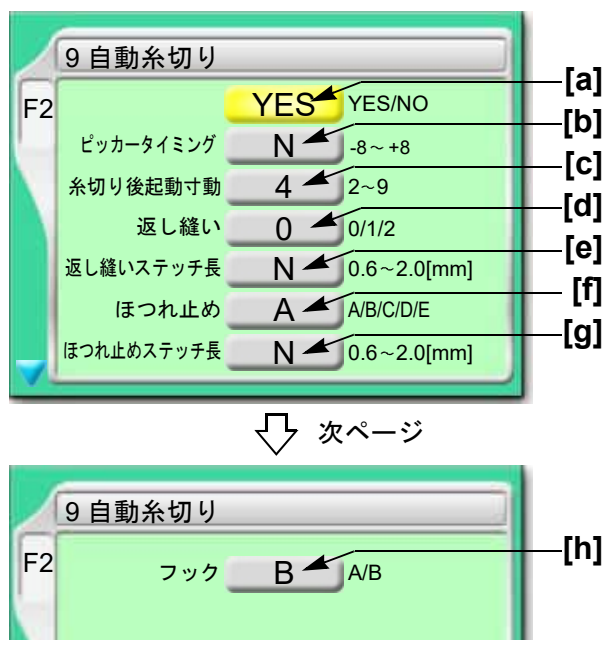 9 自動糸切り
F2
YES YES/NO [a]
ピッカータイミング N -8～+8 [b]
糸切り後起動寸動 4 2～9 [c]
返し縫い 0 0/1/2 [d]
返し縫いステッチ長 N 0.6～2.0[mm] [e]
ほつれ止め A A/B/C/D/E [f]
ほつれ止めステッチ長 N 0.6～2.0[mm] [g]
次ページ
9 自動糸切り
F2
フック B A/B [h]